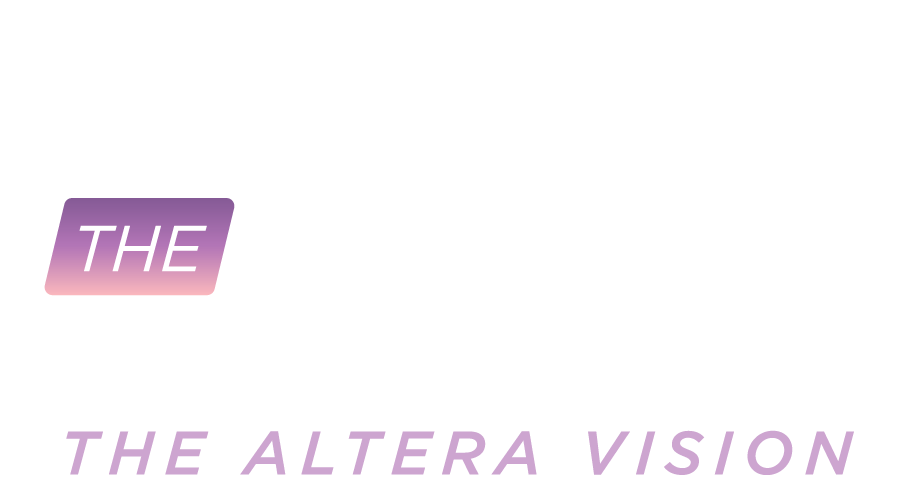 THE
THE ALTERA VISION